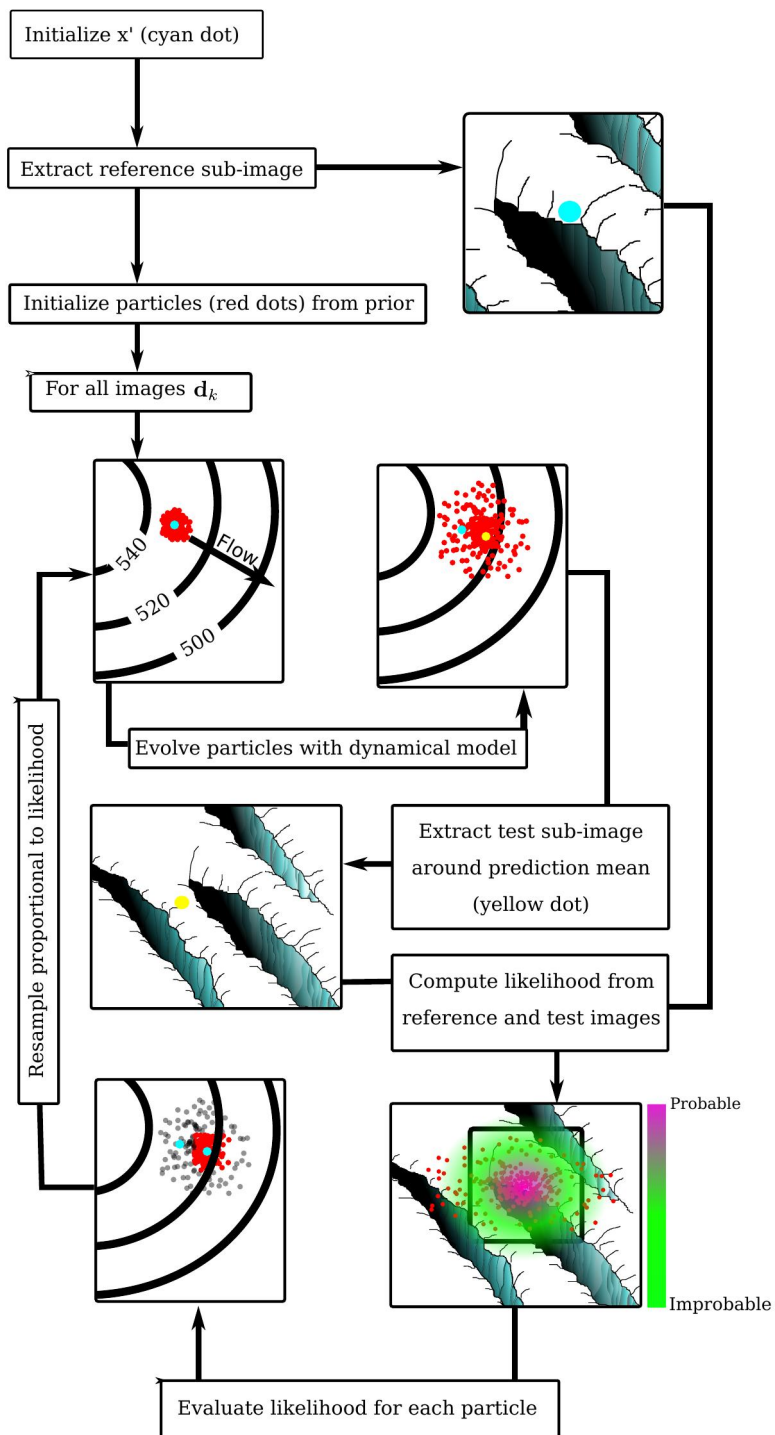 Initialize x' (cyan dot)
Extract reference sub-image
Initialize particles (red dots) from prior
For all images dₖ
540
520
500
Flow
Evolve particles with dynamical model
Extract test sub-image
around prediction mean
(yellow dot)
Resample proportional to likelihood
Compute likelihood from
reference and test images
Probable
Improbable
Evaluate likelihood for each particle